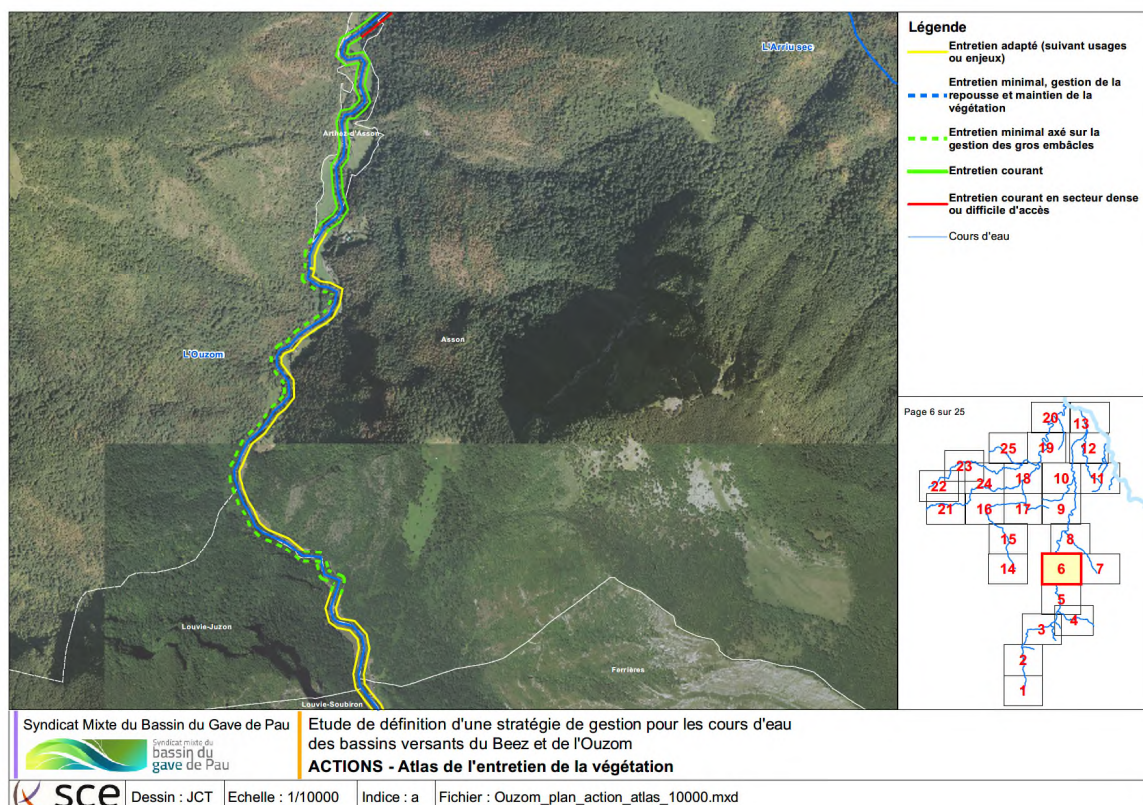 L'Arriu sec
Arthez-d'Asson
Asson
L'Ouzom
Louvie-Juzon
Ferrières
Louvie-Soubiron
Légende
Entretien adapté (suivant usages
ou enjeux)
Entretien minimal, gestion de la
repousse et maintien de la
végétation
Entretien minimal axé sur la
gestion des gros embâcles
Entretien courant
Entretien courant en secteur dense
ou difficile d'accès
Cours d'eau
Page 6 sur 25
20
13
25
19
12
23
22
24
18
10
11
21
16
17
9
15
8
14
6
7
5
4
3
2
1
Syndicat Mixte du Bassin du Gave de Pau
Syndicat mixte du
bassin du
gave de Pau
Etude de définition d'une stratégie de gestion pour les cours d'eau
des bassins versants du Beez et de l'Ouzom
ACTIONS - Atlas de l'entretien de la végétation
sce
Dessin : JCT
Echelle : 1/10000
Indice : a
Fichier : Ouzom_plan_action_atlas_10000.mxd